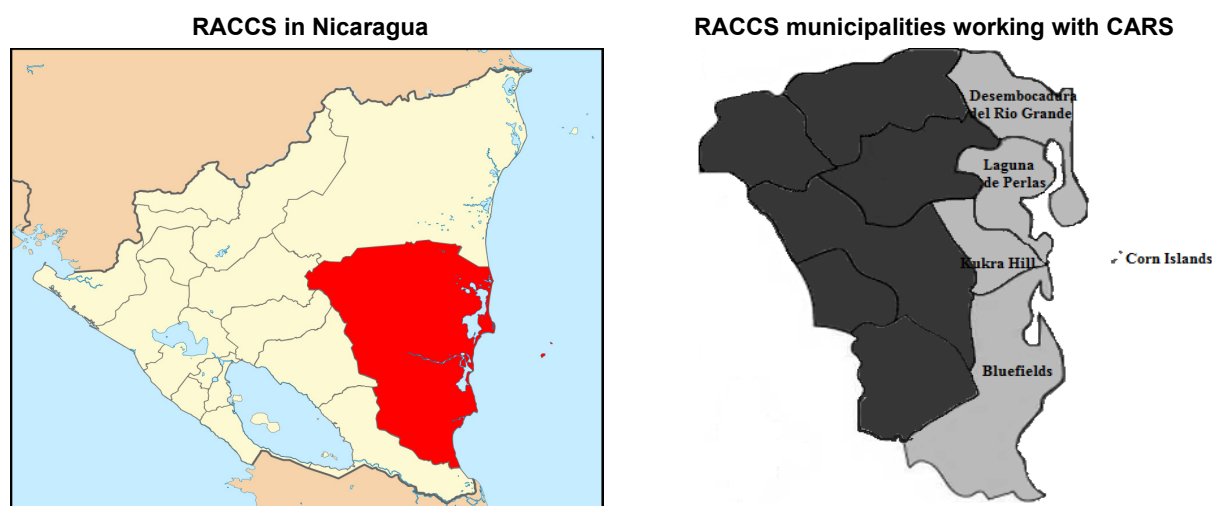 RACCS in Nicaragua
RACCS municipalities working with CARS
Desembocadura
del Rio Grande
Laguna
de Perlas
Kukra Hill
Corn Islands
Bluefields